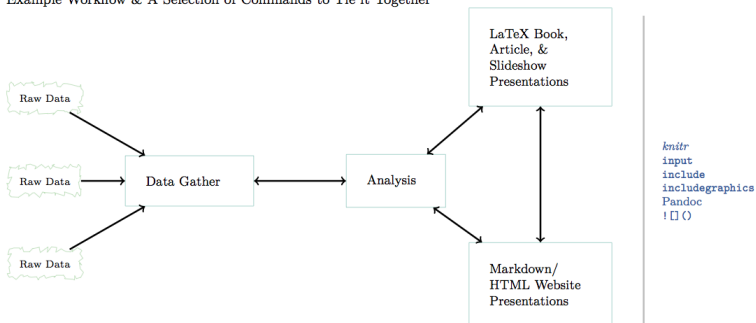 Example Workflow & A Selection of Commands to Tie it Together
Raw Data
Raw Data
Raw Data
Data Gather
Analysis
LaTeX Book,
Article, &
Slideshow
Presentations
Markdown/
HTML Website
Presentations
knitr
input
include
includegraphics
Pandoc
![]()